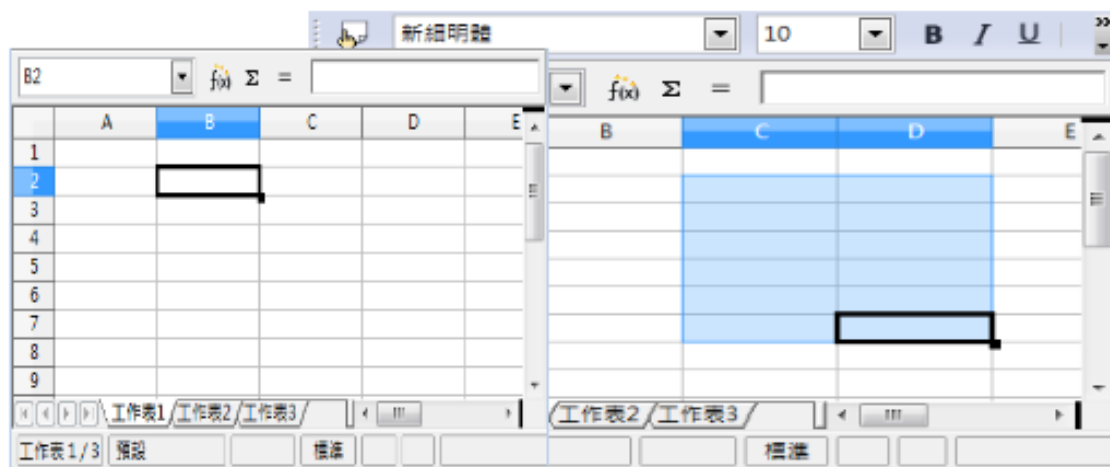 新細明體 10 B I U
B2 f(x) Σ =
f(x) Σ =
A B C D E
B C D E
1
2
3
4
5
6
7
8
9
工作表1 工作表2 工作表3
工作表2 工作表3
工作表 1 / 3 預設 標準
標準